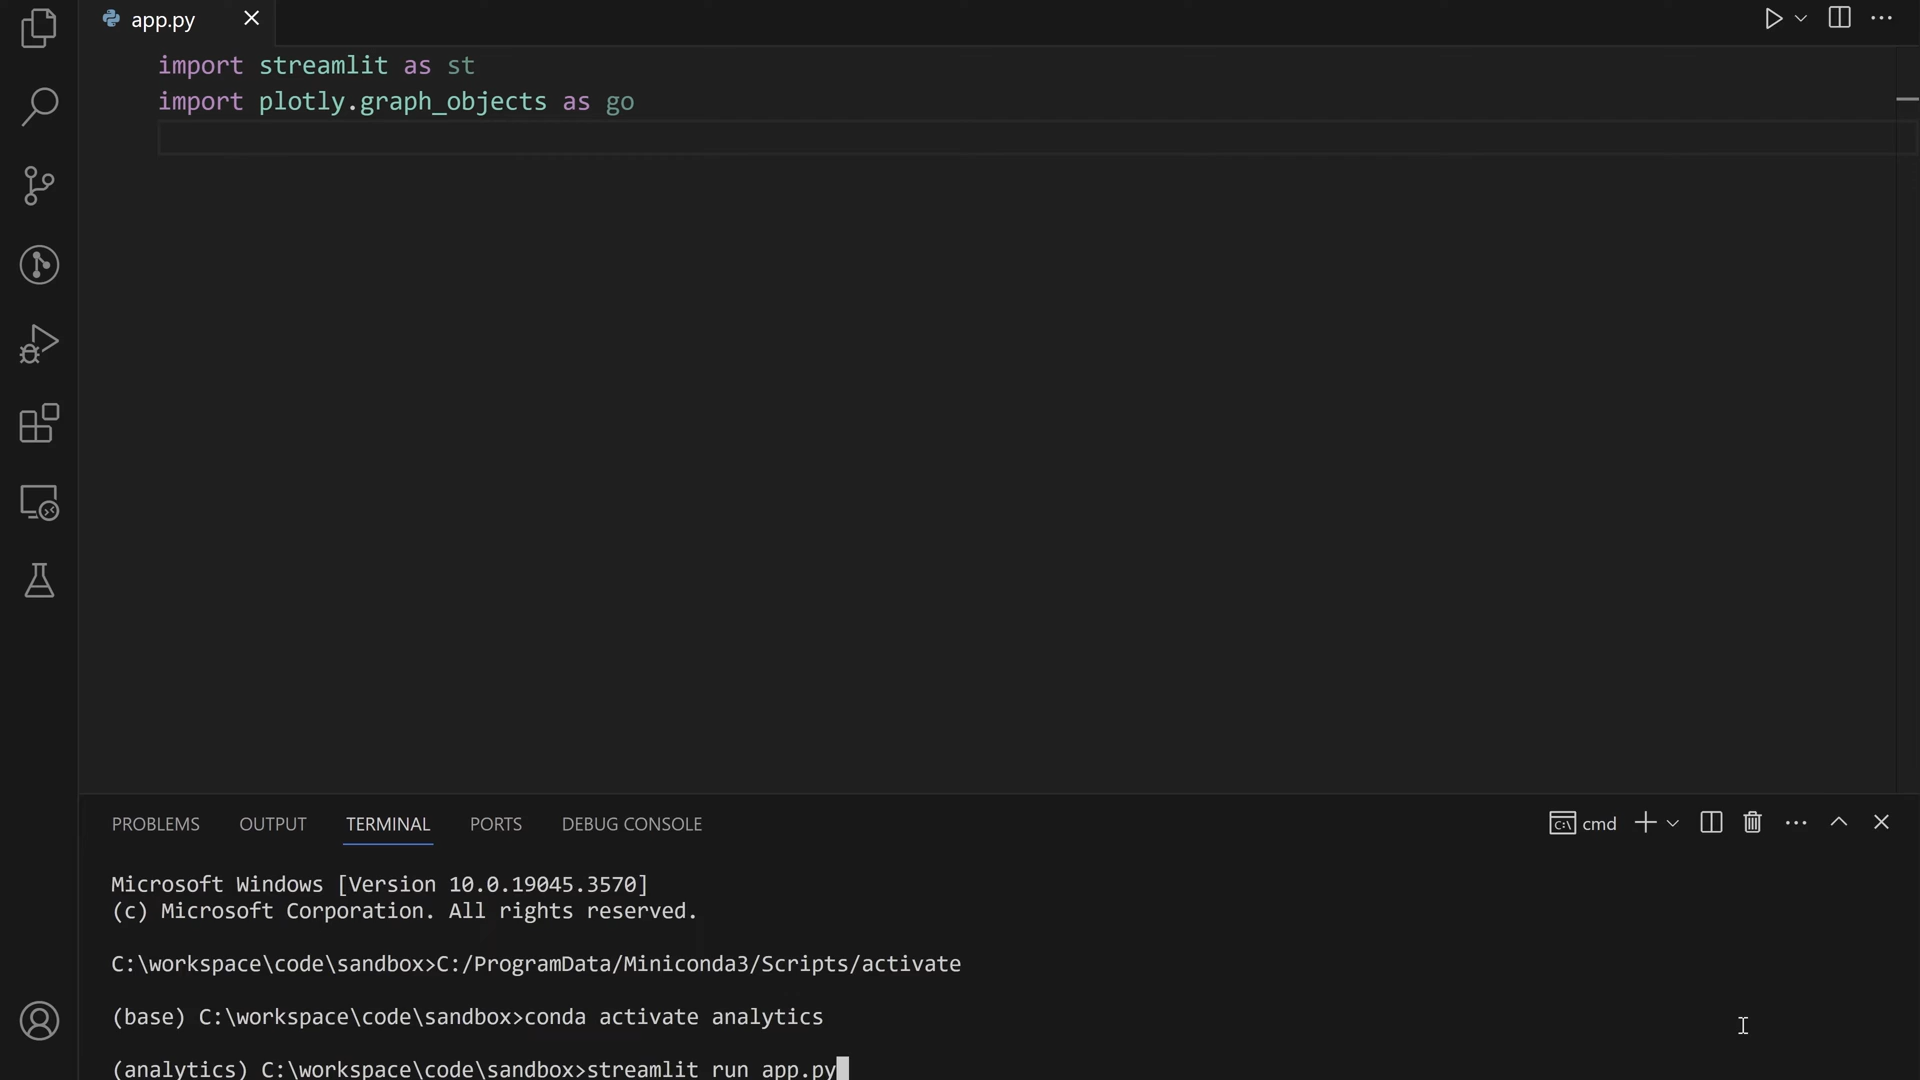 app.py
import streamlit as st
import plotly.graph_objects as go
PROBLEMS OUTPUT TERMINAL PORTS DEBUG CONSOLE
cmd
Microsoft Windows [Version 10.0.19045.3570]
(c) Microsoft Corporation. All rights reserved.
C:\workspace\code\sandbox>C:/ProgramData/Miniconda3/Scripts/activate
(base) C:\workspace\code\sandbox>conda activate analytics
(analytics) C:\workspace\code\sandbox>streamlit run app.py